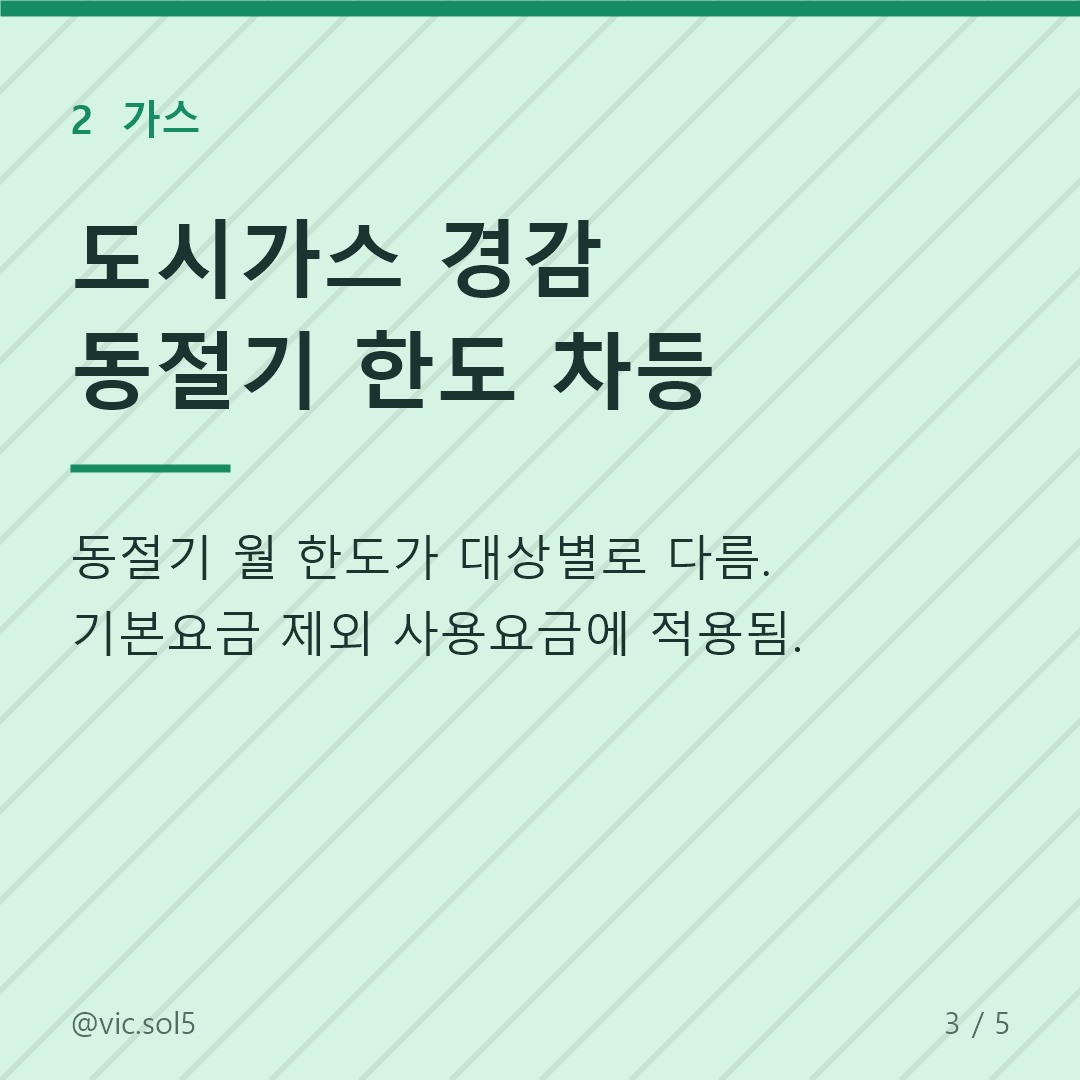 2 가스
도시가스 경감
동절기 한도 차등
동절기 월 한도가 대상별로 다름.
기본요금 제외 사용요금에 적용됨.
@vic.sol5
3 / 5